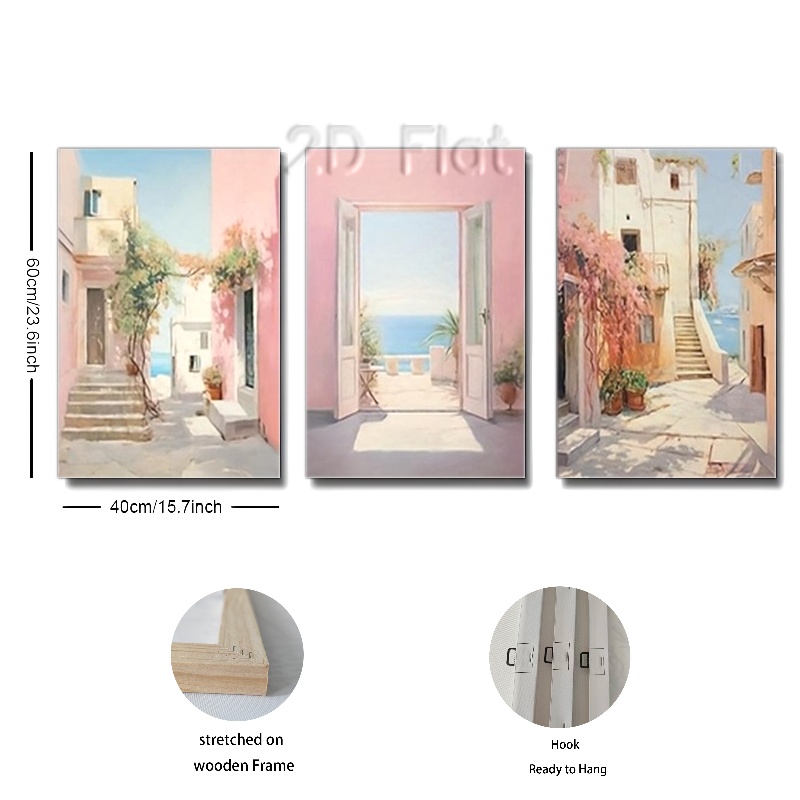 2D Flat
60cm/23.6inch
40cm/15.7inch
stretched on
wooden Frame
Hook
Ready to Hang